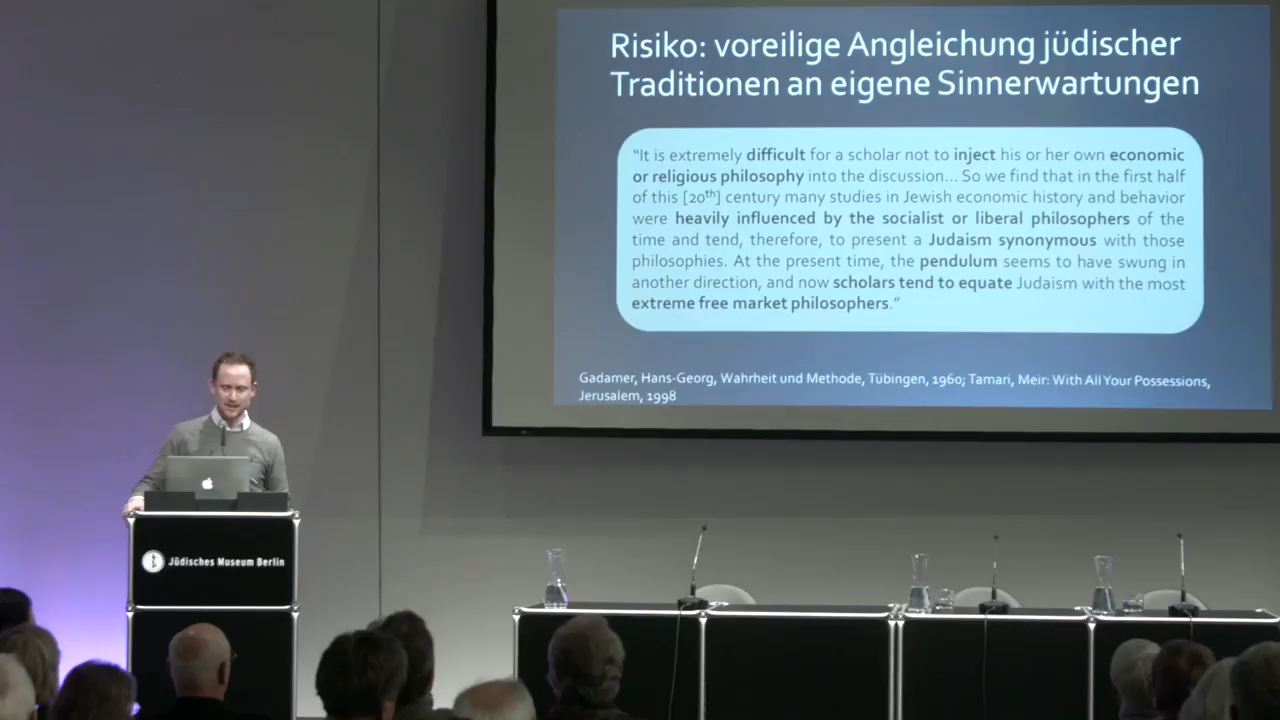 Risiko: voreilige Angleichung jüdischer
Traditionen an eigene Sinnerwartungen
“It is extremely difficult for a scholar not to inject his or her own economic
or religious philosophy into the discussion... So we find that in the first half
of this [20th] century many studies in Jewish economic history and behavior
were heavily influenced by the socialist or liberal philosophers of the
time and tend, therefore, to present a Judaism synonymous with those
philosophies. At the present time, the pendulum seems to have swung in
another direction, and now scholars tend to equate Judaism with the most
extreme free market philosophers.”
Gadamer, Hans-Georg, Wahrheit und Methode, Tübingen, 1960; Tamari, Meir: With All Your Possessions,
Jerusalem, 1998
Jüdisches Museum Berlin